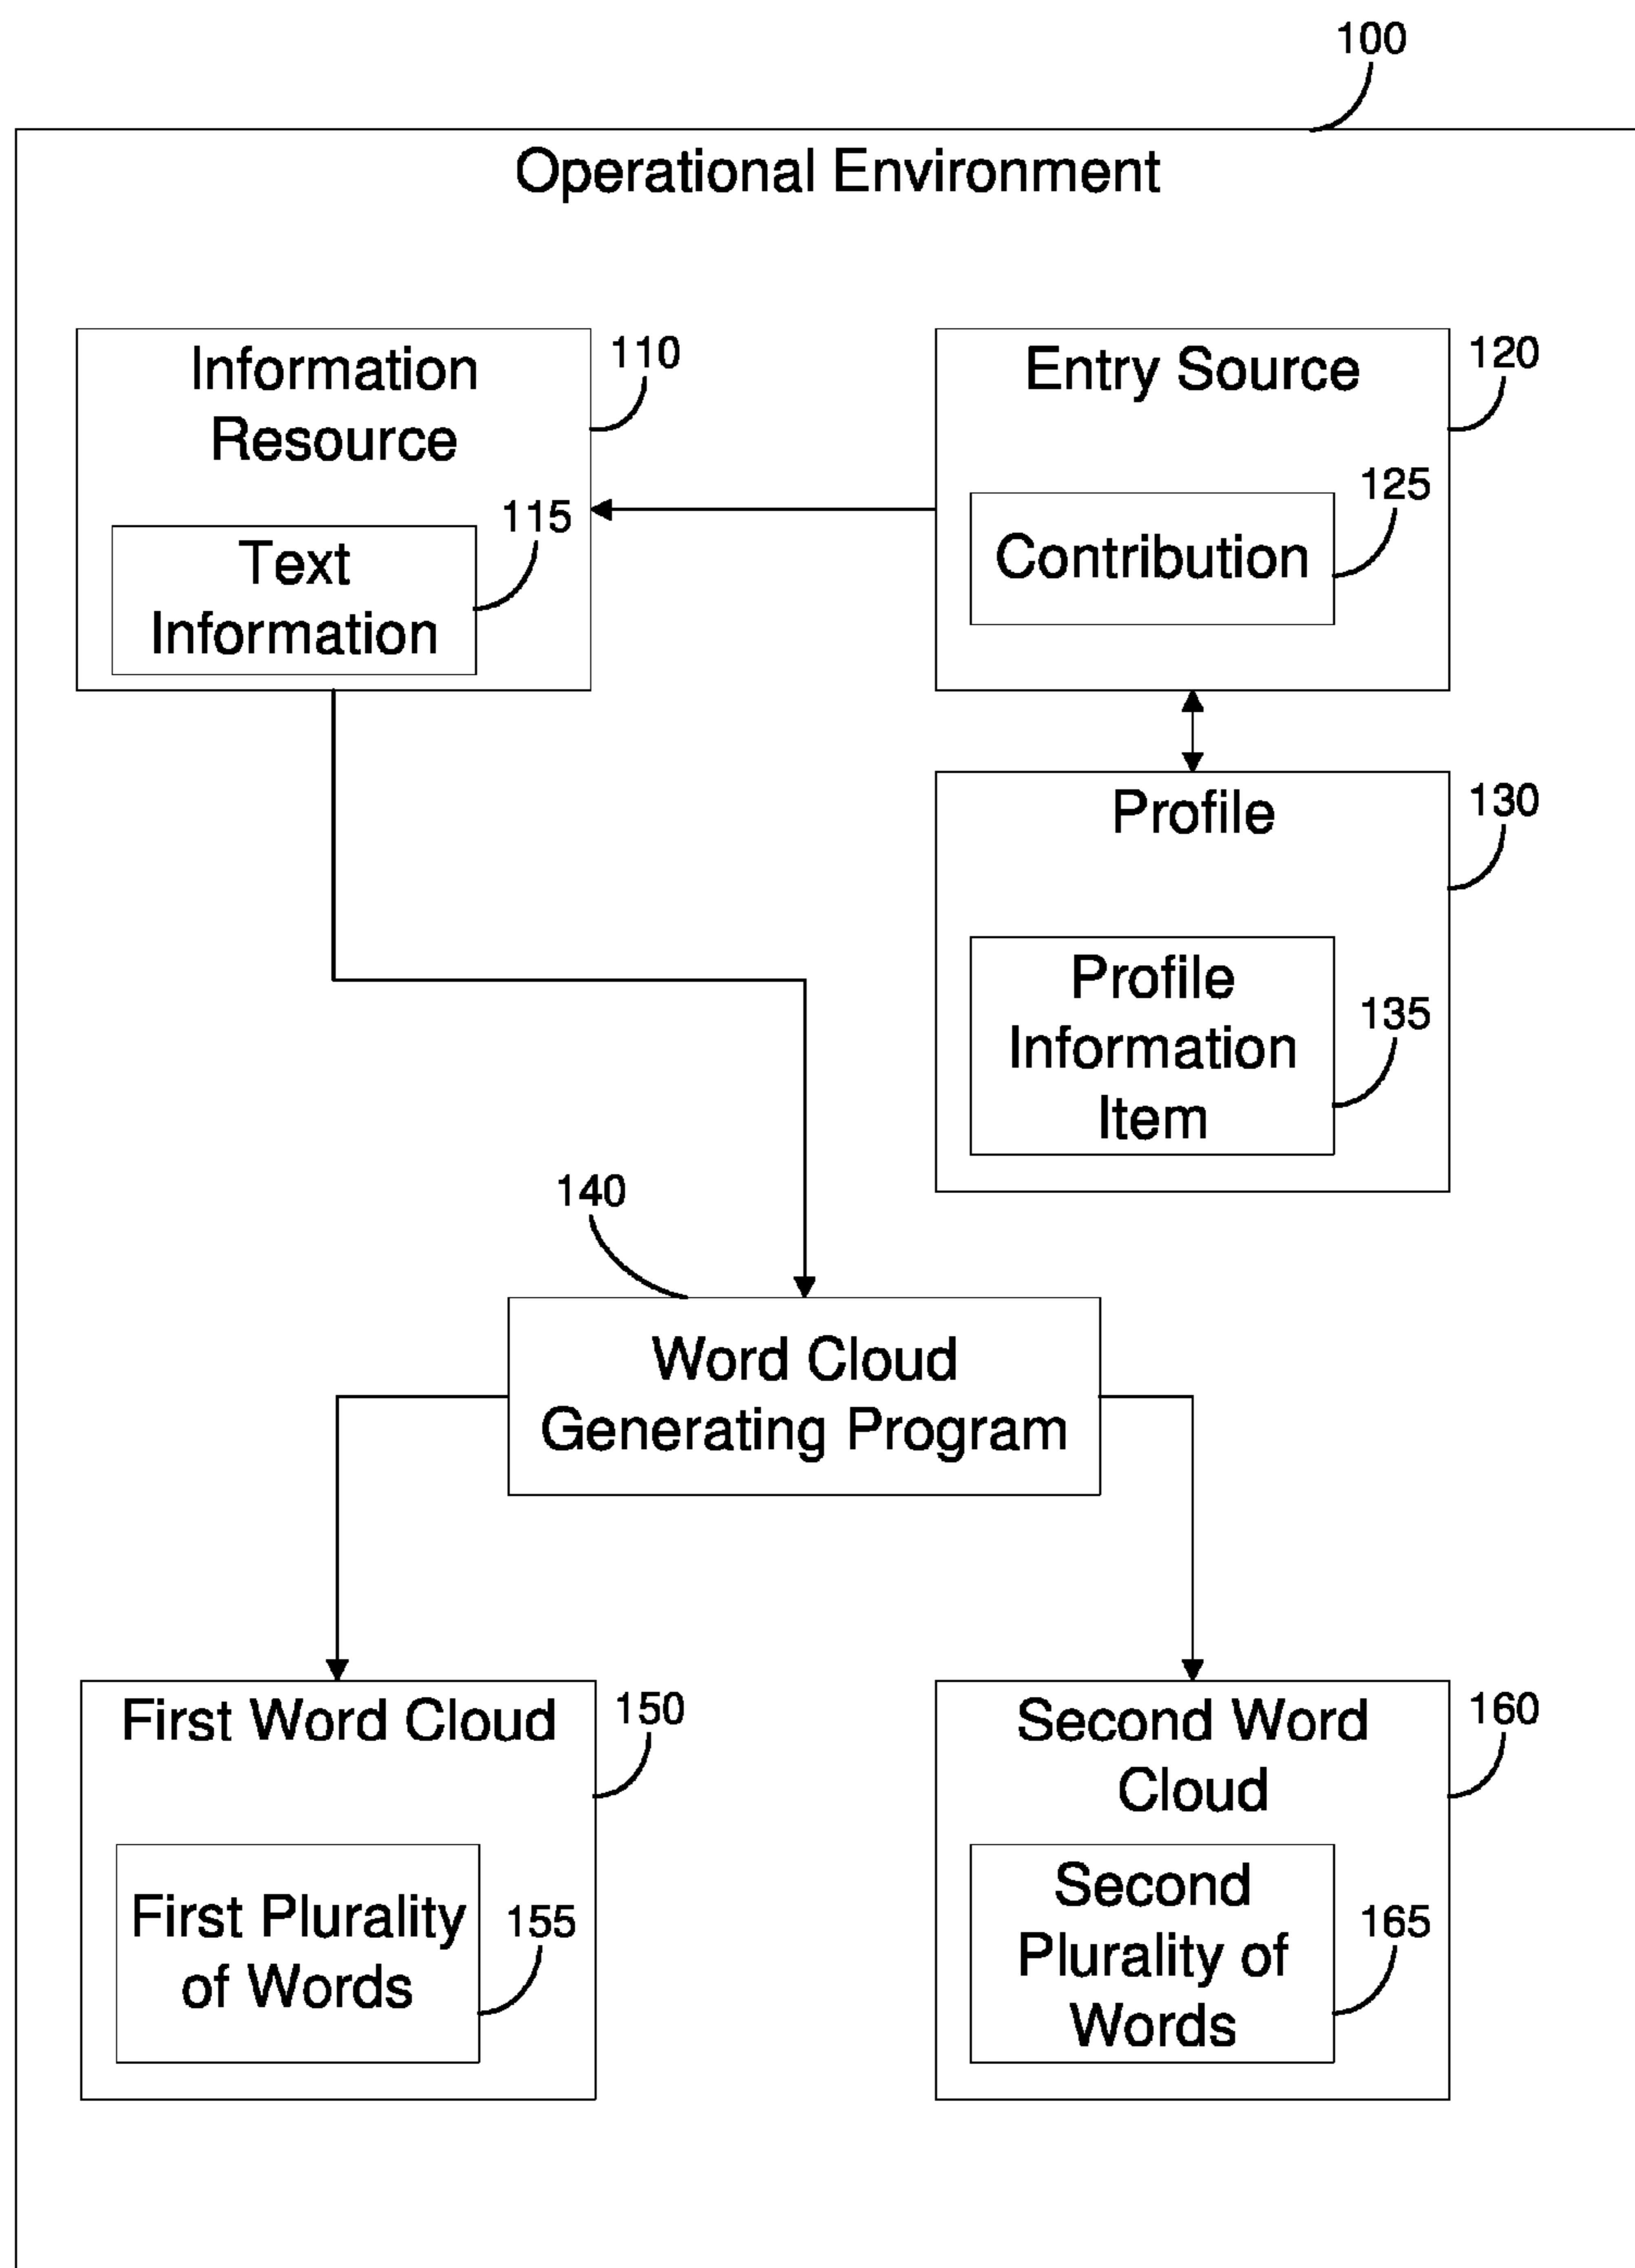 100
Operational Environment
Information
Resource
110
Text
Information
115
Entry Source
120
Contribution
125
Profile
130
Profile
Information
Item
135
140
Word Cloud
Generating Program
First Word Cloud
150
First Plurality
of Words
155
Second Word
Cloud
160
Second
Plurality of
Words
165